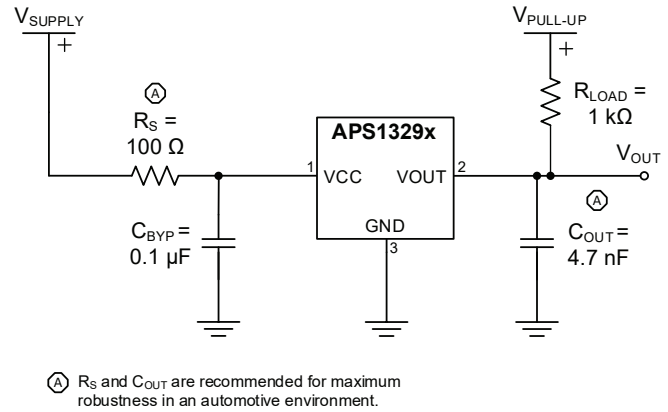 VSUPPLY
+
VPULL-UP
+
A
RS =
100 Ω
RLOAD =
1 kΩ
APS1329x
VOUT
1
VCC
VOUT
2
A
CBYP =
0.1 µF
GND
3
COUT =
4.7 nF
A RS and COUT are recommended for maximum
robustness in an automotive environment.